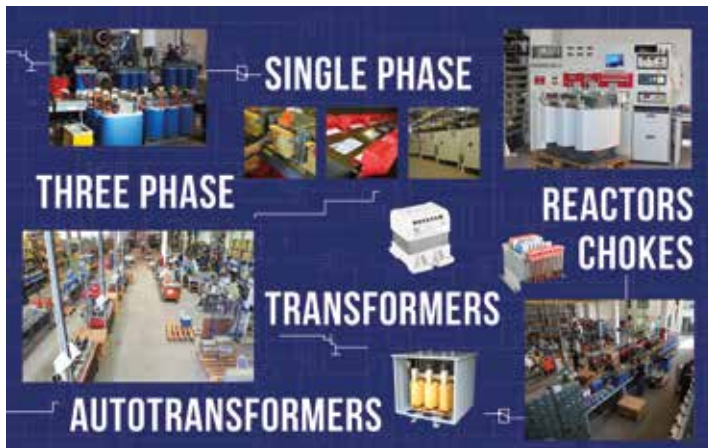 SINGLE PHASE
THREE PHASE
REACTORS
CHOKES
TRANSFORMERS
AUTOTRANSFORMERS